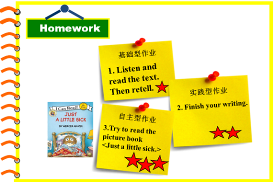 Homework
基础型作业
1. Listen and
read the text.
Then retell.
实践型作业
2. Finish your writing.
自主型作业
3.Try to read the
picture book
<Just a little sick.>
I Can Read!
JUST
A LITTLE SICK